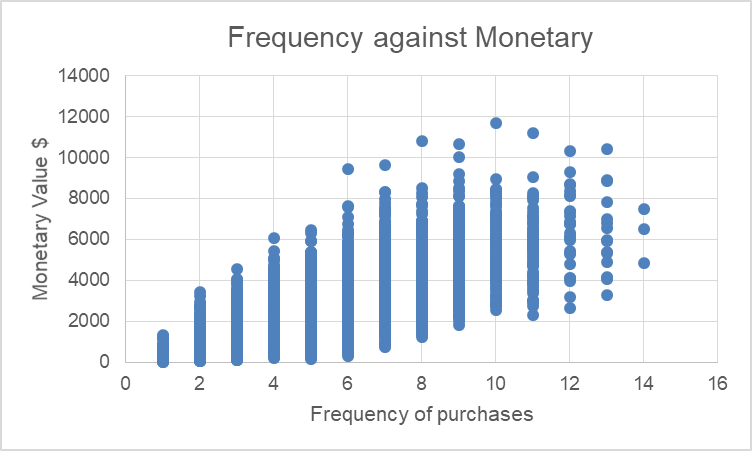 Frequency against Monetary
Monetary Value $
14000
12000
10000
8000
6000
4000
2000
0
0 2 4 6 8 10 12 14 16
Frequency of purchases